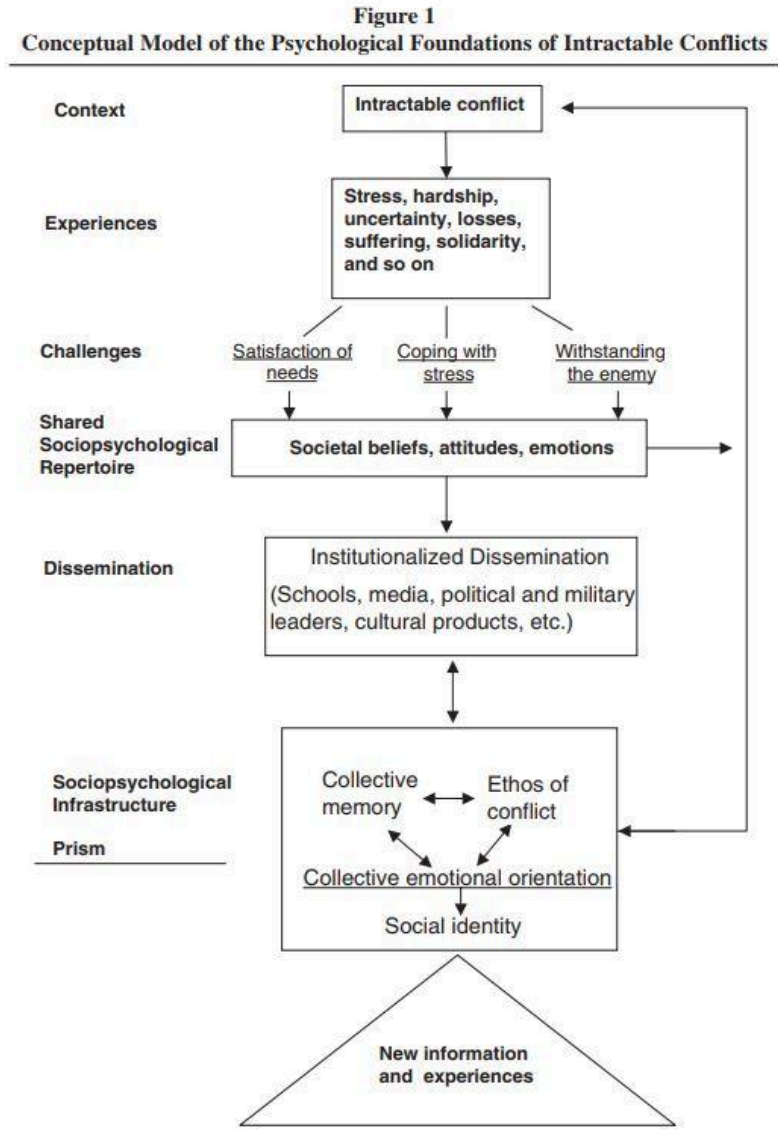 Figure 1
Conceptual Model of the Psychological Foundations of Intractable Conflicts
Context
Intractable conflict
Experiences
Stress, hardship,
uncertainty, losses,
suffering, solidarity,
and so on
Challenges
Satisfaction of
needs
Coping with
stress
Withstanding
the enemy
Shared
Sociopsychological
Repertoire
Societal beliefs, attitudes, emotions
Dissemination
Institutionalized Dissemination
(Schools, media, political and military
leaders, cultural products, etc.)
Sociopsychological
Infrastructure
Prism
Collective
memory
Ethos of
conflict
Collective emotional orientation
Social identity
New information
and experiences